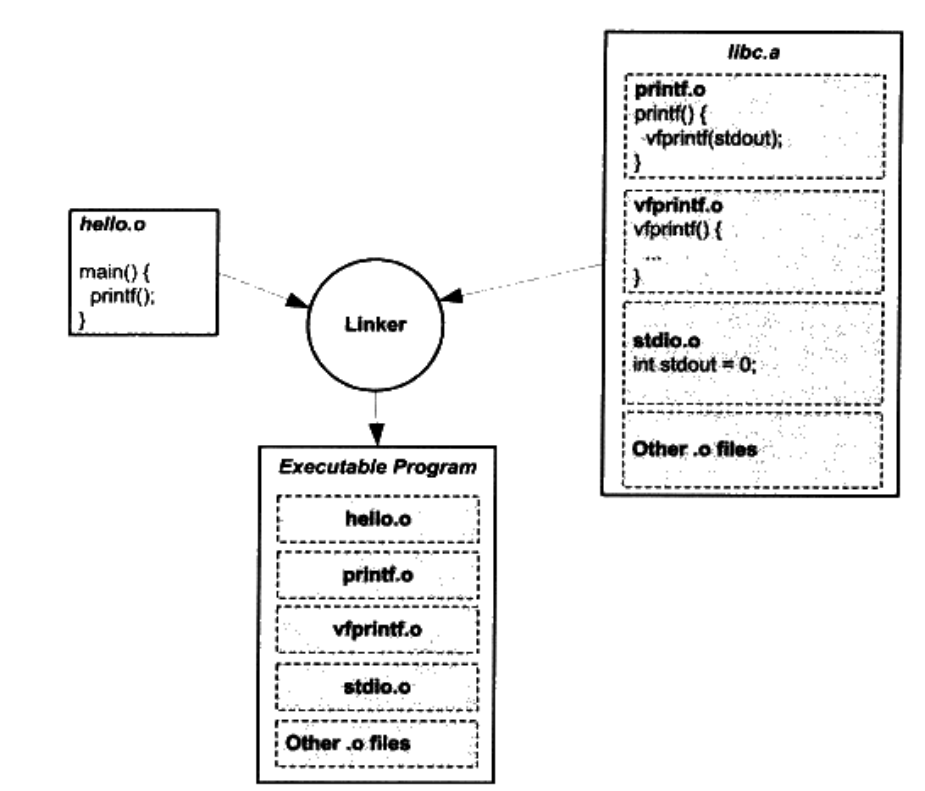 libc.a
printf.o
printf() {
vfprintf(stdout);
}
vfprintf.o
vfprintf() {
...
}
stdio.o
int stdout = 0;
Other .o files
hello.o
main() {
printf();
}
Linker
Executable Program
hello.o
printf.o
vfprintf.o
stdio.o
Other .o files